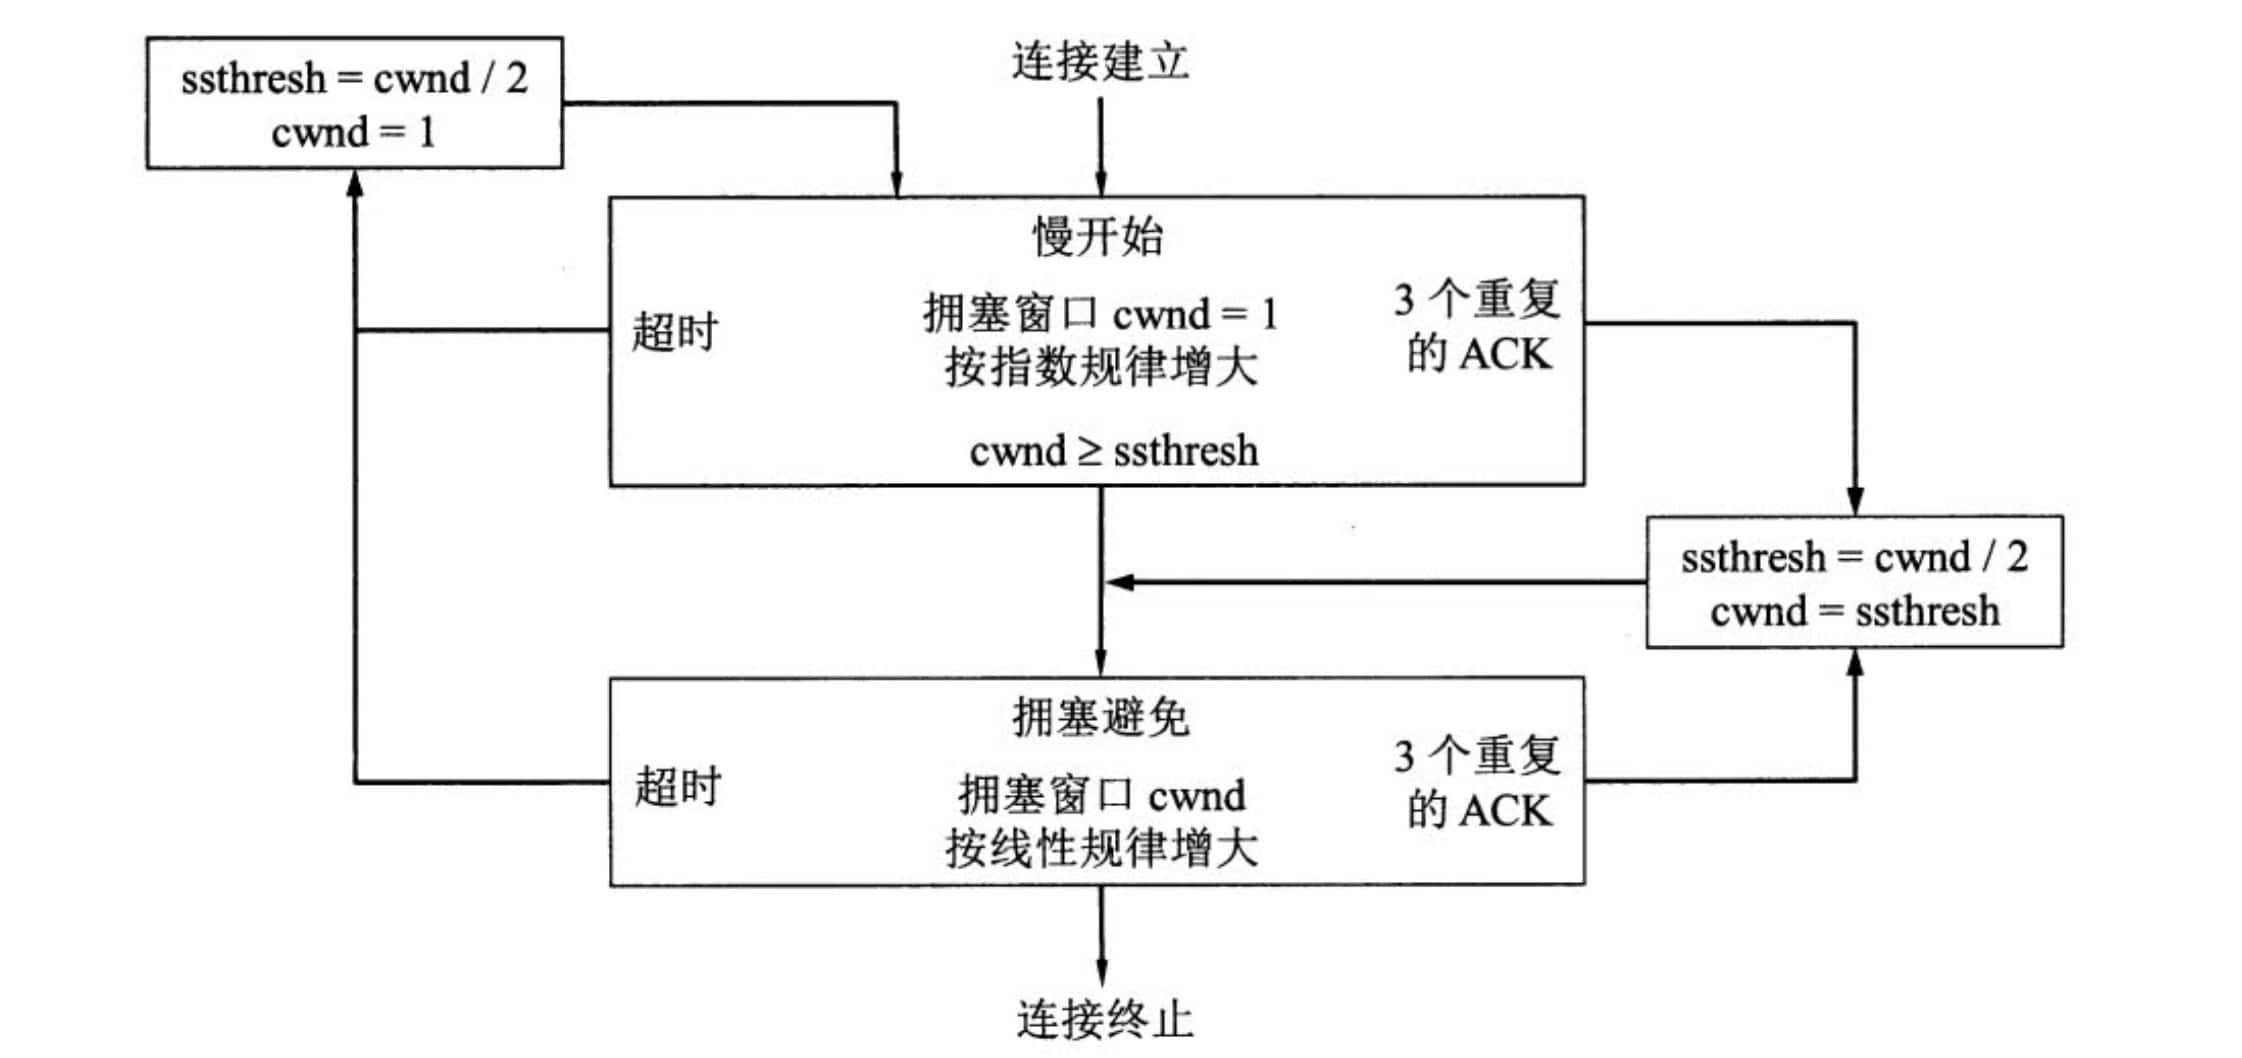 ssthresh = cwnd / 2
cwnd = 1
连接建立
慢开始
超时
拥塞窗口 cwnd = 1
按指数规律增大
3 个重复
的 ACK
cwnd ≥ ssthresh
ssthresh = cwnd / 2
cwnd = ssthresh
拥塞避免
超时
拥塞窗口 cwnd
按线性规律增大
3 个重复
的 ACK
连接终止